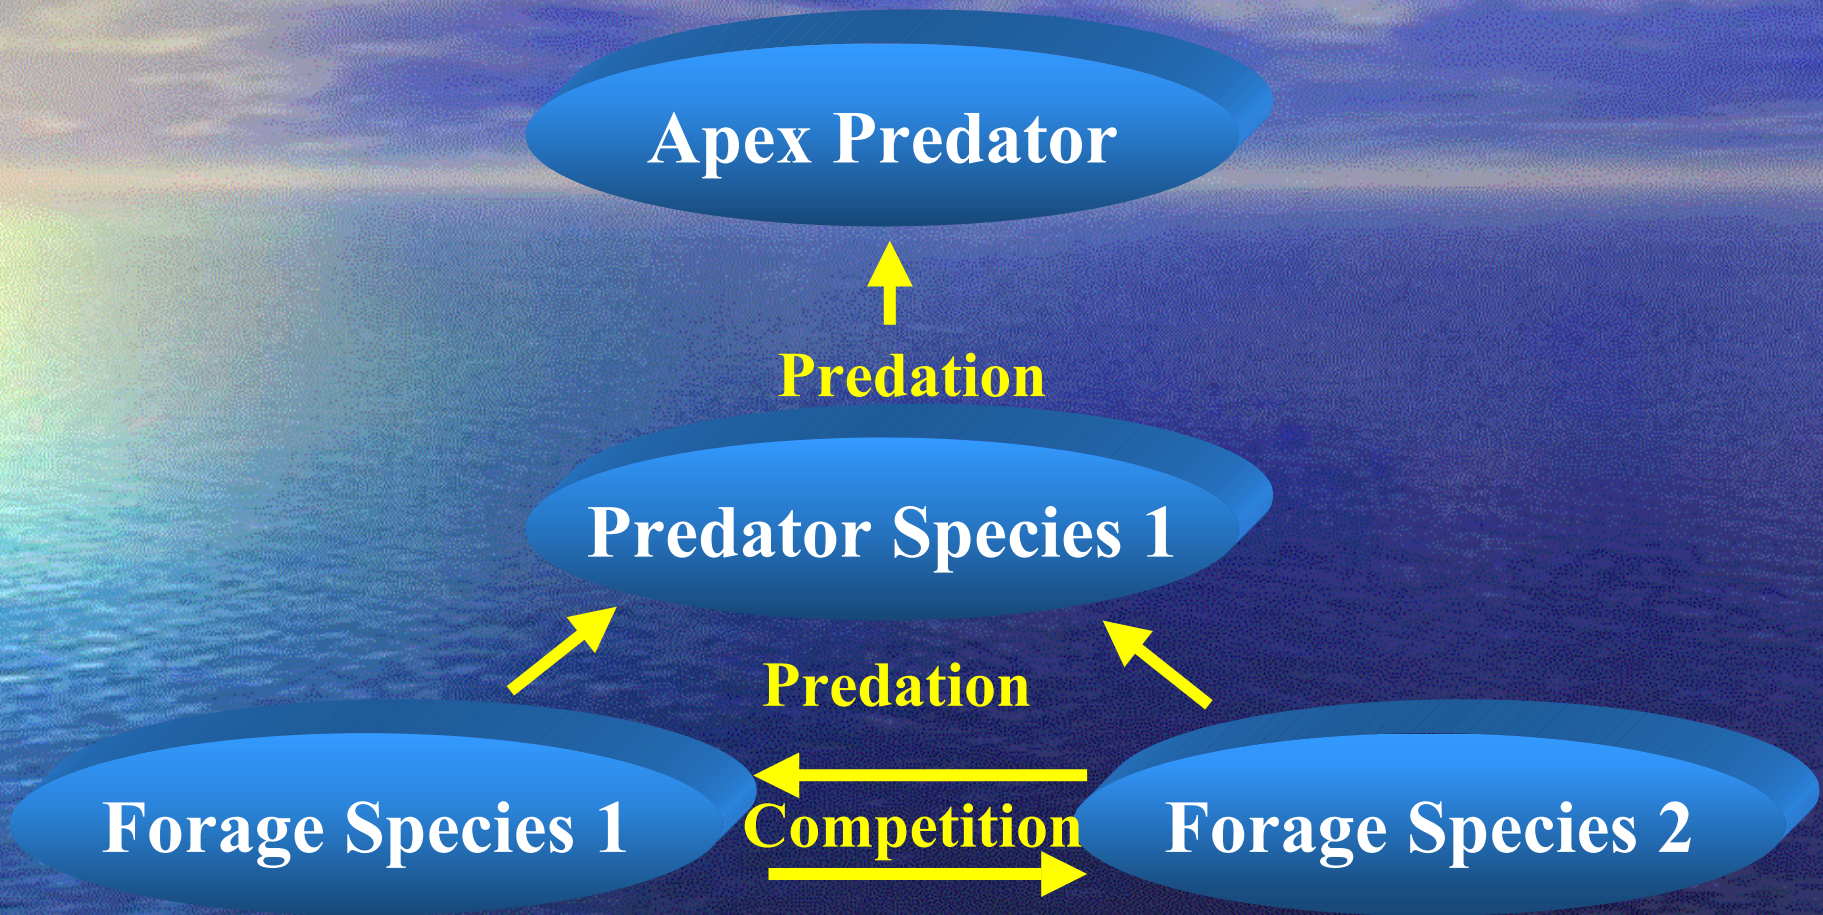 Apex Predator
Predation
Predator Species 1
Predation
Forage Species 1
Competition
Forage Species 2